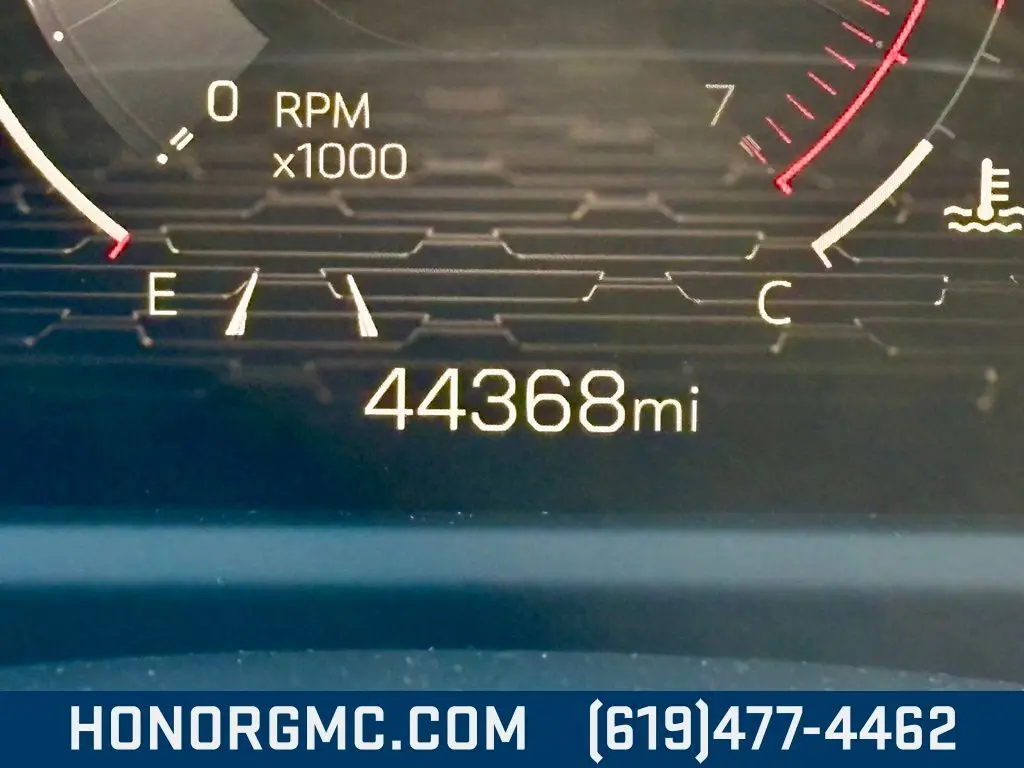 0 RPM 7
x1000
E C
44368mi
HONORGMC.COM (619)477-4462